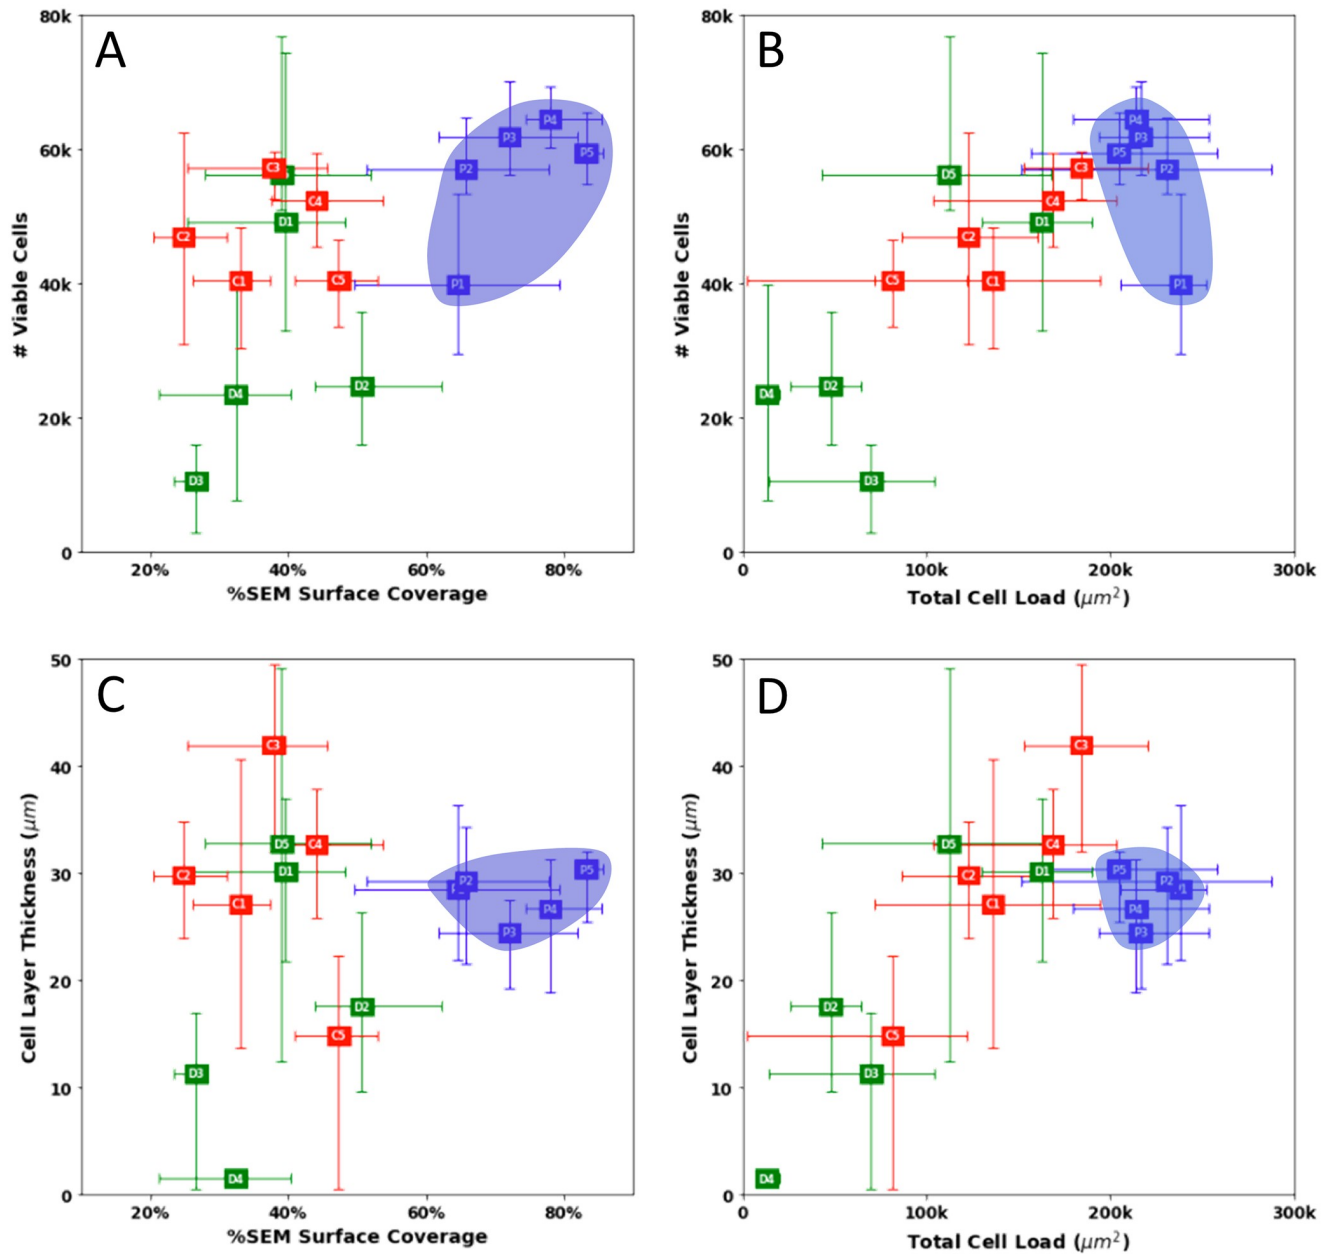 A
80k
60k
40k
20k
0
# Viable Cells
C3
C4
D1
C2
C1
C5
D4
D2
D3
P4
P3
P5
P2
P1
20% 40% 60% 80%
%SEM Surface Coverage
B
80k
60k
40k
20k
0
# Viable Cells
P4
P3
P5
P2
C3
D5
C4
D1
C2
C5
C1
P1
D4
D2
D3
0 100k 200k 300k
Total Cell Load (μm²)
C
50
40
30
20
10
0
Cell Layer Thickness (μm)
C3
D5
C4
D1
C2
C1
P2
P5
P4
P3
D2
C5
D3
D4
20% 40% 60% 80%
%SEM Surface Coverage
D
50
40
30
20
10
0
Cell Layer Thickness (μm)
C3
D5
C4
D1
C2
C1
P5
P2
P4
P3
D2
C5
D3
D4
0 100k 200k 300k
Total Cell Load (μm²)